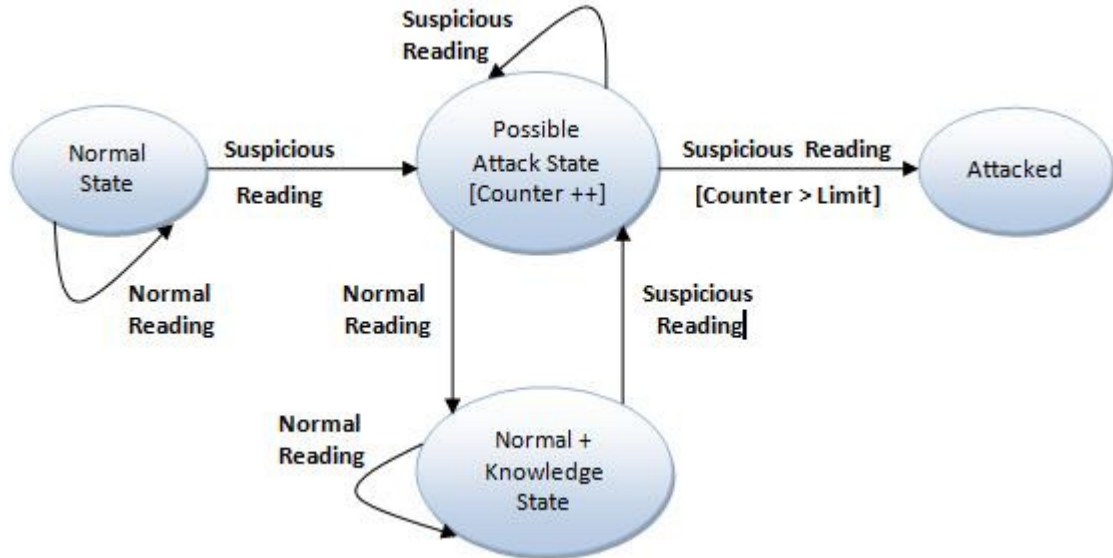 Suspicious
Reading
Normal
State
Suspicious
Reading
Possible
Attack State
[Counter ++]
Suspicious Reading
[Counter > Limit]
Attacked
Normal
Reading
Normal
Reading
Suspicious
Reading
Normal
Reading
Normal +
Knowledge
State